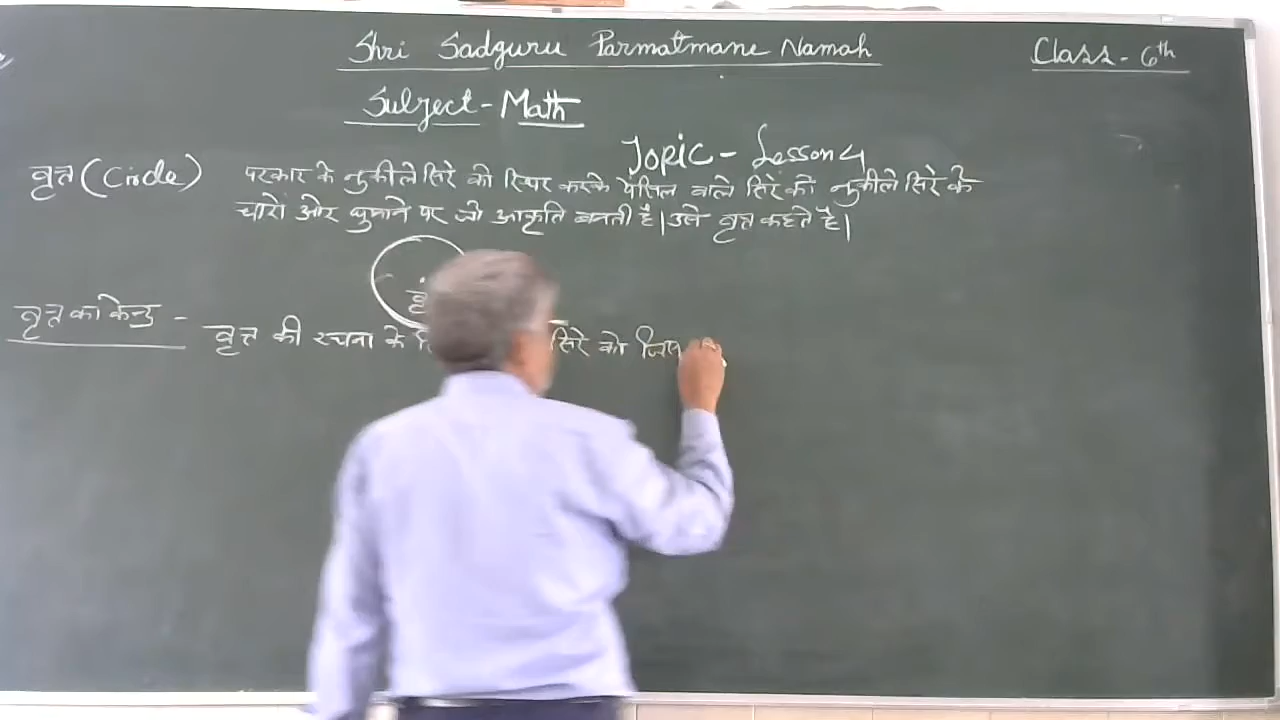 Shri Sadguru Parmatmane Namah
Class - 6th
Subject - Math
Topic - Lesson 4
वृत्त (Circle) परकार के नुकीले सिरे को स्थिर करके पेंसिल वाले सिरे को नुकीले सिरे के
चारो ओर घुमाने पर जो आकृति बनती है। उसे वृत्त कहते है।
वृत्त का केन्द्र - वृत्त की रचना के सिरे को जिस